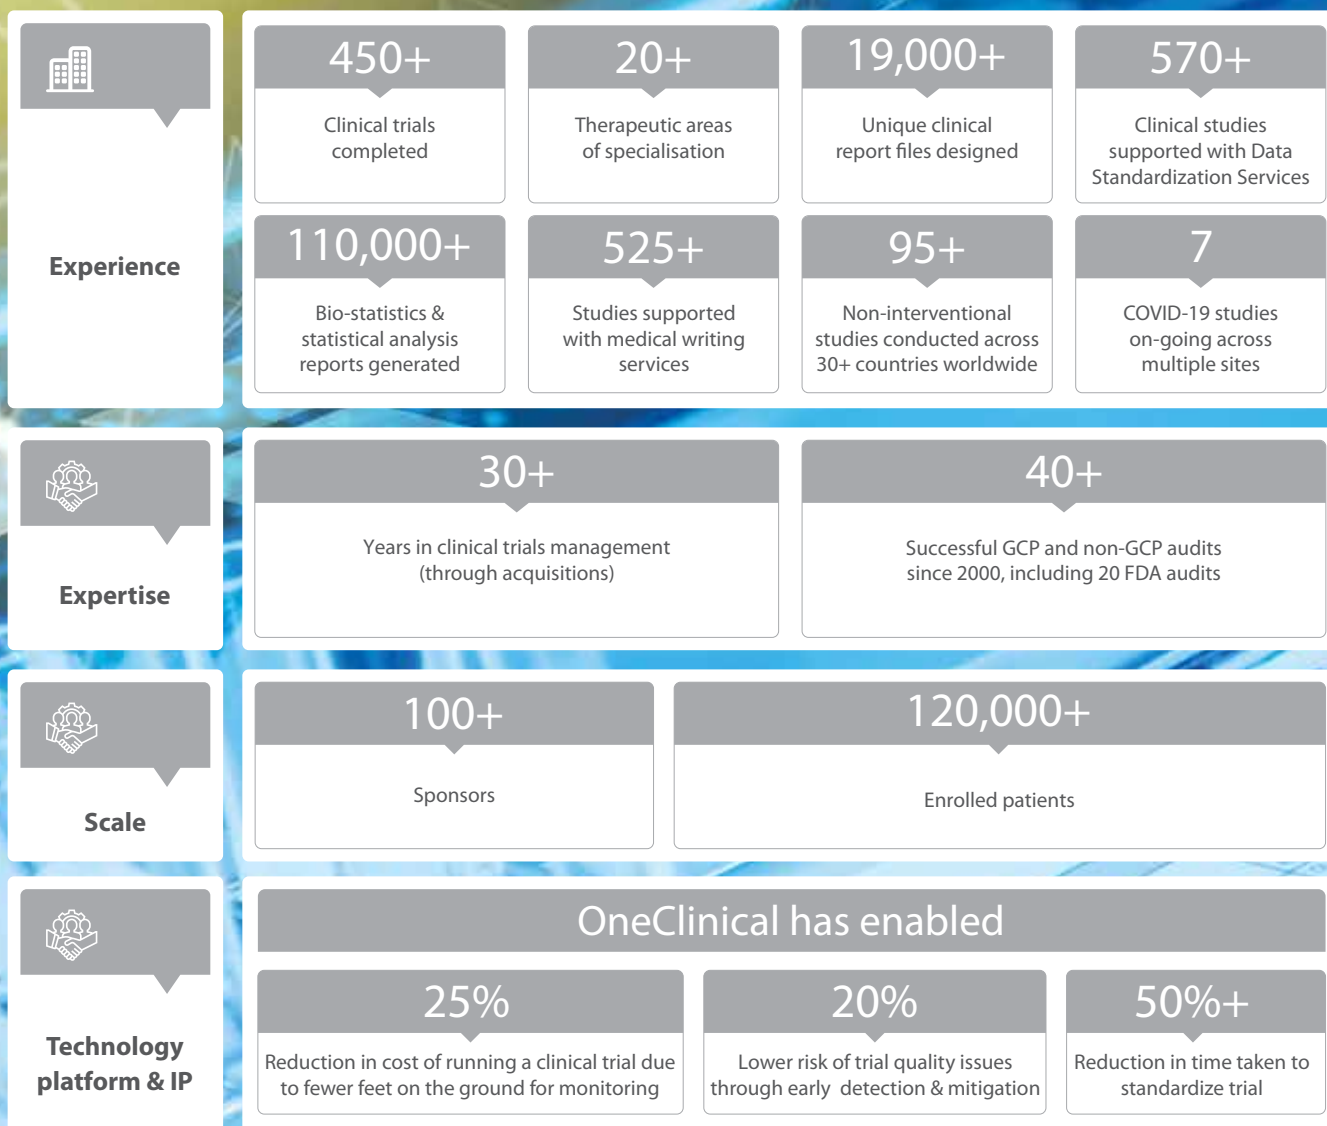 Experience
450+
Clinical trials
completed
20+
Therapeutic areas
of specialisation
19,000+
Unique clinical
report files designed
570+
Clinical studies
supported with Data
Standardization Services
110,000+
Bio-statistics &
statistical analysis
reports generated
525+
Studies supported
with medical writing
services
95+
Non-interventional
studies conducted across
30+ countries worldwide
7
COVID-19 studies
on-going across
multiple sites
Expertise
30+
Years in clinical trials management
(through acquisitions)
40+
Successful GCP and non-GCP audits
since 2000, including 20 FDA audits
Scale
100+
Sponsors
120,000+
Enrolled patients
Technology
platform & IP
OneClinical has enabled
25%
Reduction in cost of running a clinical trial due
to fewer feet on the ground for monitoring
20%
Lower risk of trial quality issues
through early detection & mitigation
50%+
Reduction in time taken to
standardize trial